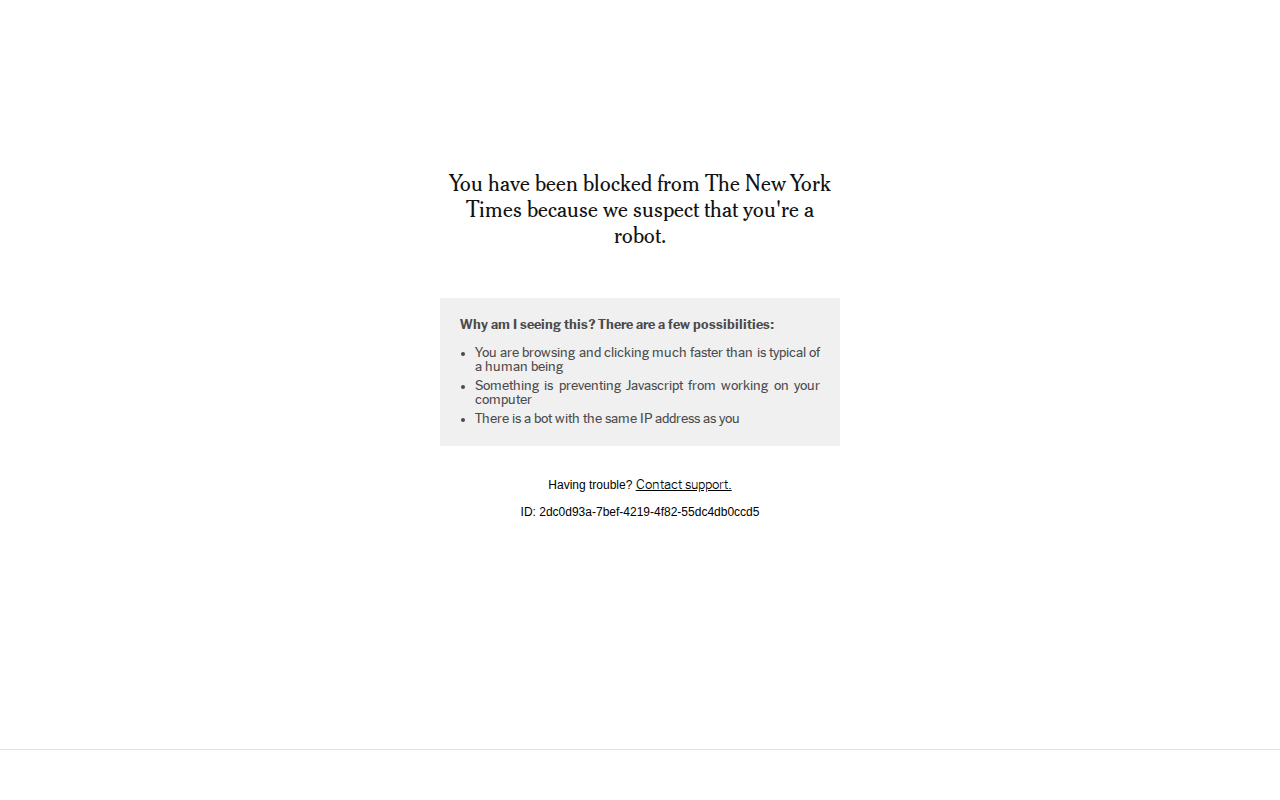 You have been blocked from The New York
Times because we suspect that you're a
robot.
Why am I seeing this? There are a few possibilities:
• You are browsing and clicking much faster than is typical of
a human being
• Something is preventing Javascript from working on your
computer
• There is a bot with the same IP address as you
Having trouble? Contact support.
ID: 2dc0d93a-7bef-4219-4f82-55dc4db0ccd5